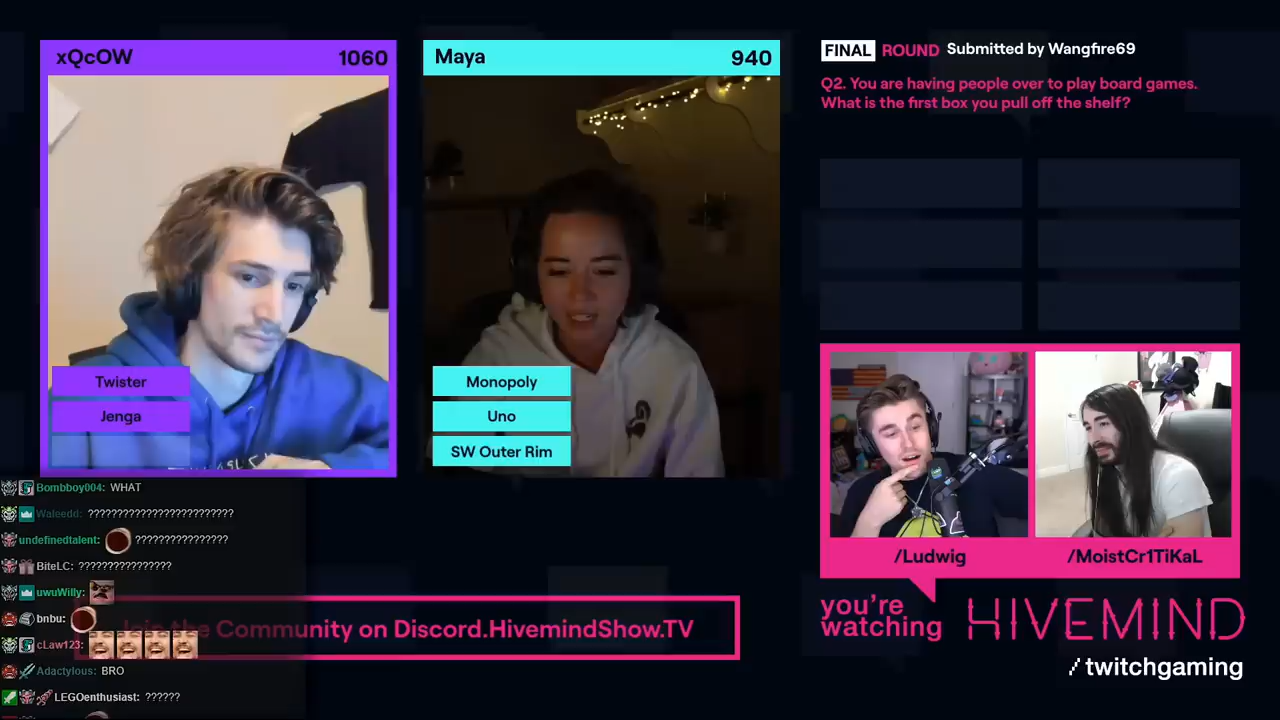 xQcOW 1060
Twister
Jenga
Maya 940
Monopoly
Uno
SW Outer Rim
FINAL ROUND Submitted by Wangfire69
Q2. You are having people over to play board games.
What is the first box you pull off the shelf?
/Ludwig
/MoistCr1TiKaL
you're
watching
HIVEMIND
/twitchgaming
Join the Community on Discord.HivemindShow.TV
Bombboy004: WHAT
Waleedd: ?????????????????????????
undefinedtalent: ????????????????
BiteLC: ????????????????
uwuWilly:
bnbu:
cLaw123:
Adactylous: BRO
LEGOenthusiast: ??????